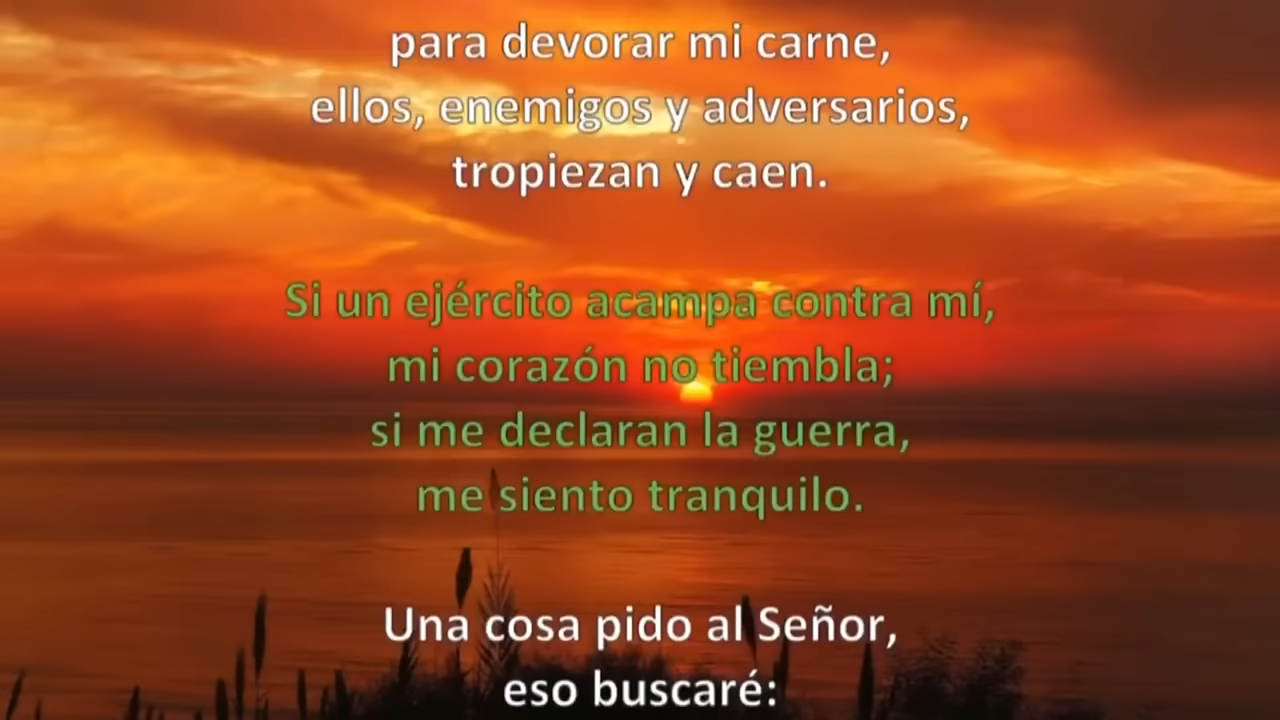 para devorar mi carne,
ellos, enemigos y adversarios,
tropiezan y caen.
Si un ejército acampa contra mí,
mi corazón no tiembla;
si me declaran la guerra,
me siento tranquilo.
Una cosa pido al Señor,
eso buscaré: